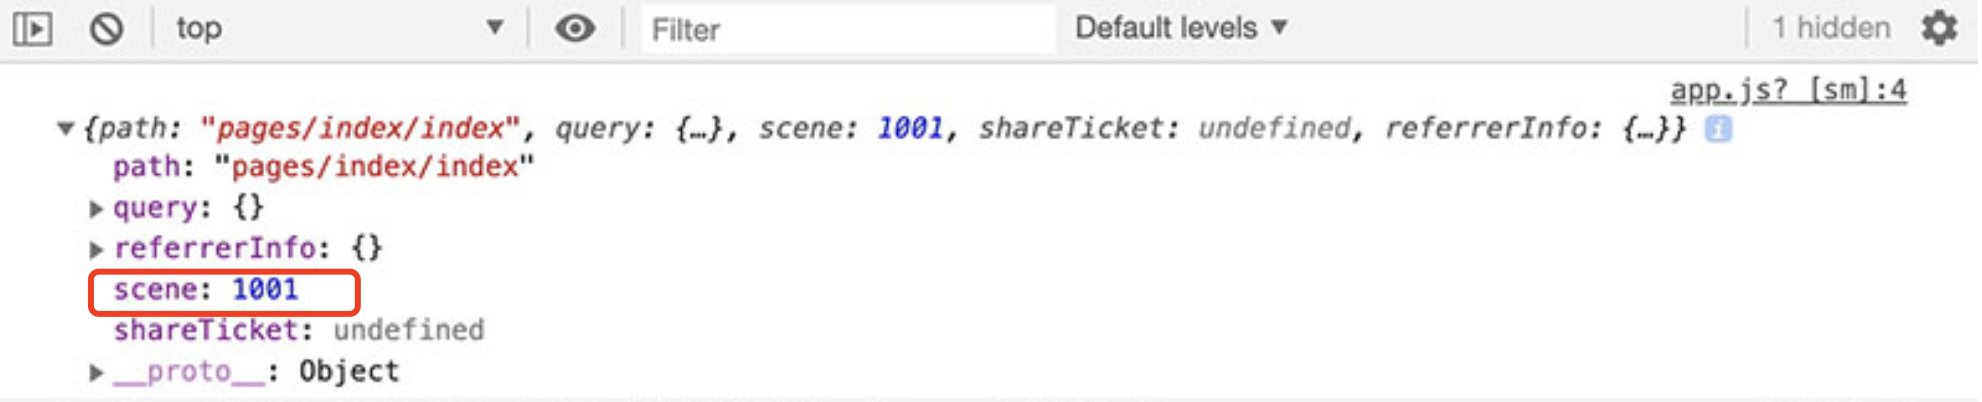 top Filter Default levels 1 hidden
app.js? [sm]:4
{path: "pages/index/index", query: {…}, scene: 1001, shareTicket: undefined, referrerInfo: {…}} i
path: "pages/index/index"
query: {}
referrerInfo: {}
scene: 1001
shareTicket: undefined
__proto__: Object